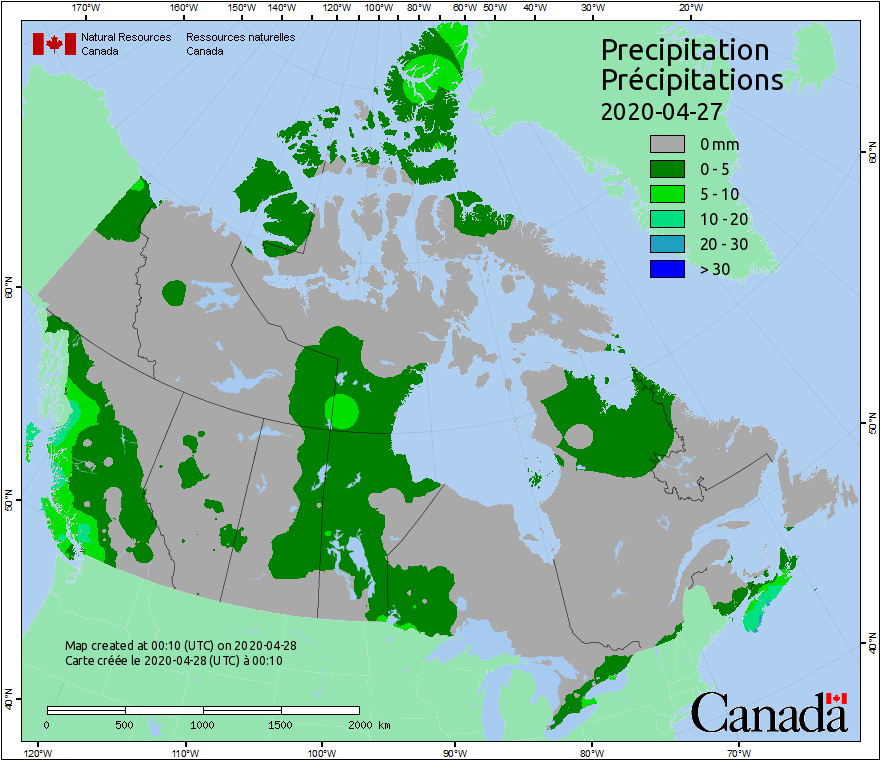 170°W 160°W 150°W 140°W 120°W 100°W 80°W 60°W 50°W 40°W 30°W 20°W
Natural Resources Ressources naturelles
Canada Canada
Precipitation
Précipitations
2020-04-27
0 mm
0 - 5
5 - 10
10 - 20
20 - 30
> 30
60°N
60°N
50°N
50°N
40°N
40°N
Map created at 00:10 (UTC) on 2020-04-28
Carte créée le 2020-04-28 (UTC) à 00:10
0 500 1000 1500 2000 km
Canada
120°W 110°W 100°W 90°W 80°W 70°W